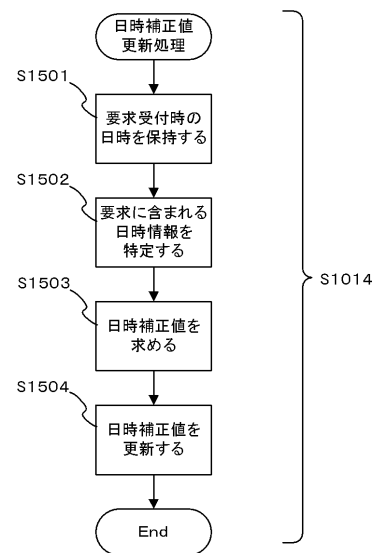 日時補正値
更新処理
S1501
要求受付時の
日時を保持する
S1502
要求に含まれる
日時情報を
特定する
S1503
日時補正値を
求める
S1504
日時補正値を
更新する
End
S1014